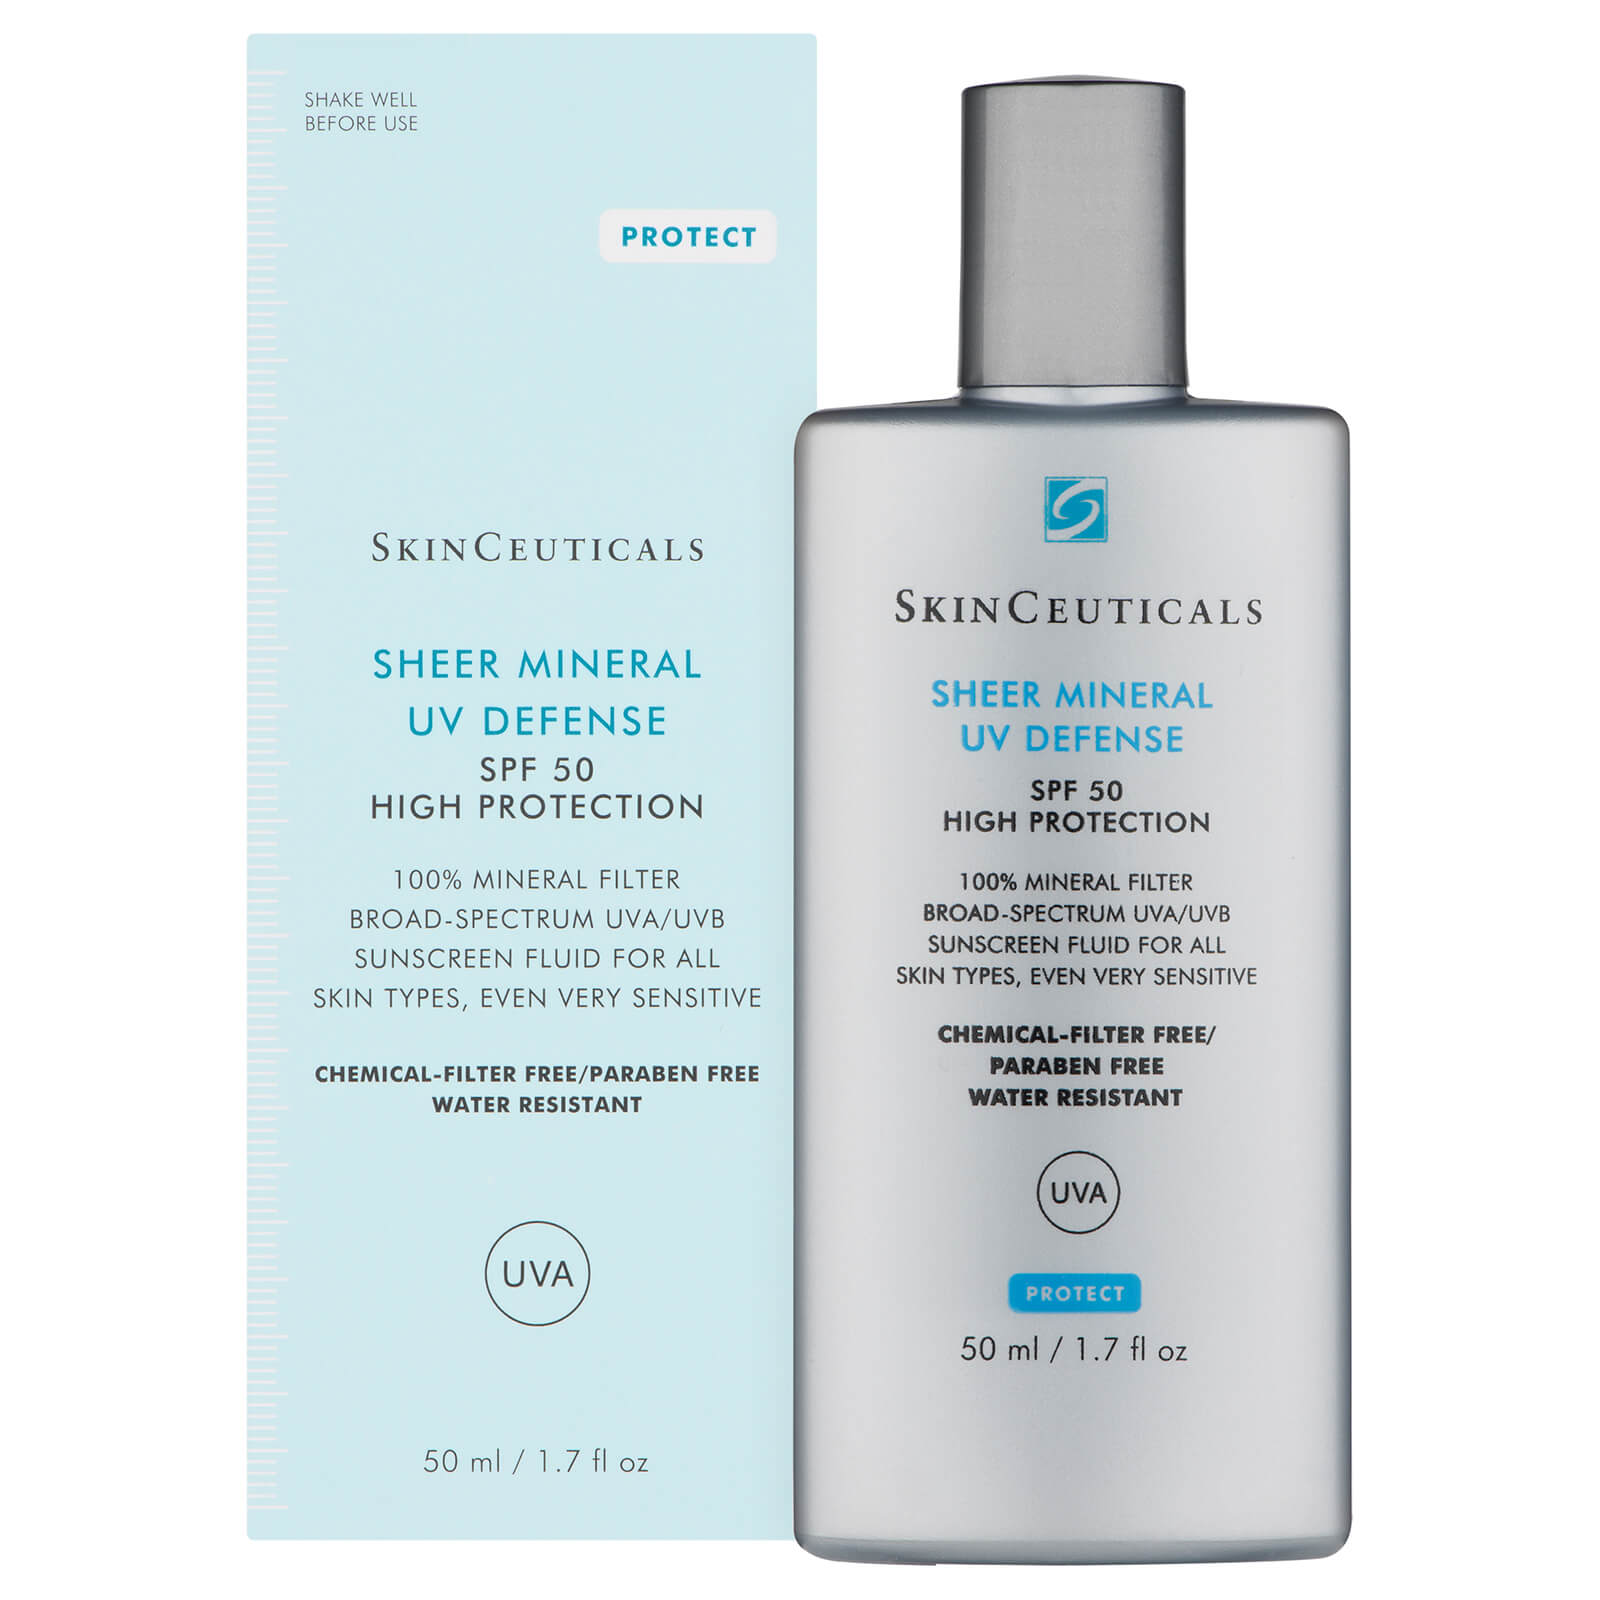 SHAKE WELL
BEFORE USE
PROTECT
SKINCEUTICALS
SHEER MINERAL
UV DEFENSE
SPF 50
HIGH PROTECTION
100% MINERAL FILTER
BROAD-SPECTRUM UVA/UVB
SUNSCREEN FLUID FOR ALL
SKIN TYPES, EVEN VERY SENSITIVE
CHEMICAL-FILTER FREE/PARABEN FREE
WATER RESISTANT
UVA
50 ml / 1.7 fl oz
SKINCEUTICALS
SHEER MINERAL
UV DEFENSE
SPF 50
HIGH PROTECTION
100% MINERAL FILTER
BROAD-SPECTRUM UVA/UVB
SUNSCREEN FLUID FOR ALL
SKIN TYPES, EVEN VERY SENSITIVE
CHEMICAL-FILTER FREE/
PARABEN FREE
WATER RESISTANT
UVA
PROTECT
50 ml / 1.7 fl oz